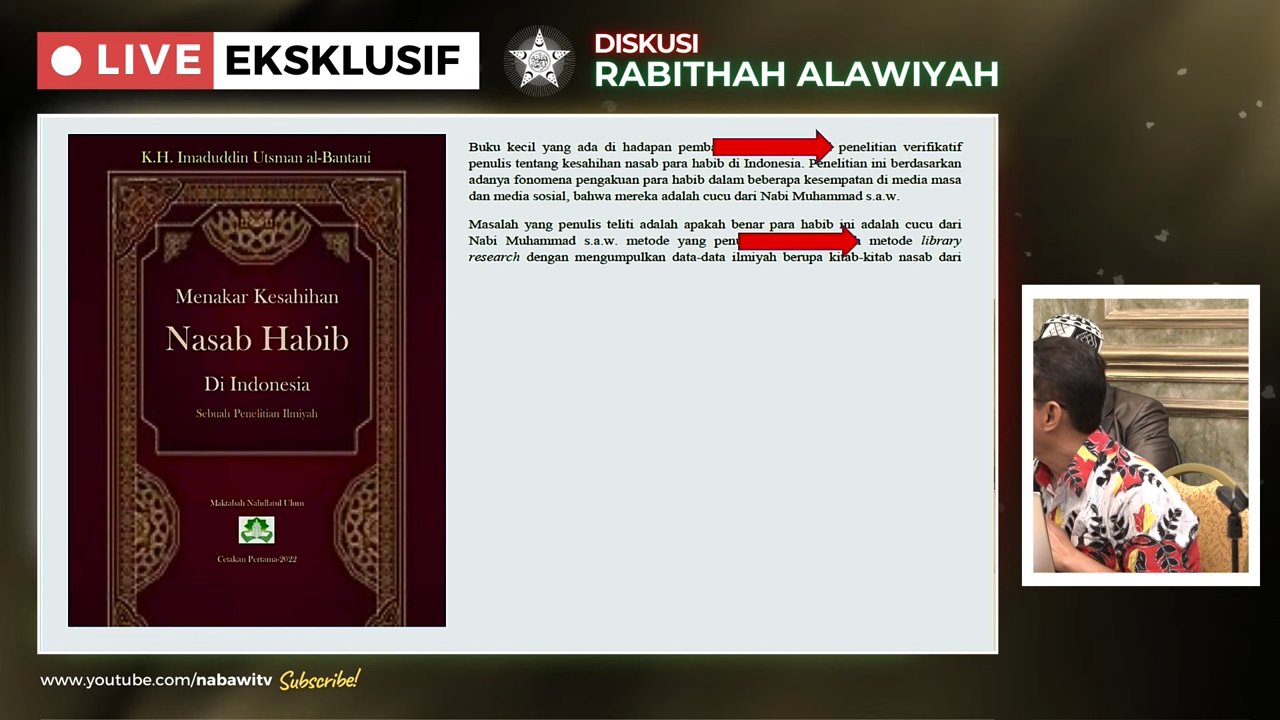 LIVE EKSKLUSIF
DISKUSI
RABITHAH ALAWIYAH
K.H. Imaduddin Utsman al-Bantani
Menakar Kesahihan
Nasab Habib
Di Indonesia
Sebuah Penelitian Ilmiyah
Maktabah Nahdlatul Ulum
Cetakan Pertama-2022
Buku kecil yang ada di hadapan penelitian verifikatif
penulis tentang kesahihan nasab para habib di Indonesia. Penelitian ini berdasarkan
adanya fonomena pengakuan para habib dalam beberapa kesempatan di media masa
dan media sosial, bahwa mereka adalah cucu dari Nabi Muhammad s.a.w.
Masalah yang penulis teliti adalah apakah benar para habib ini adalah cucu dari
Nabi Muhammad s.a.w. metode yang metode library
research dengan mengumpulkan data-data ilmiyah berupa kitab-kitab nasab dari
www.youtube.com/nabawitv Subscribe!